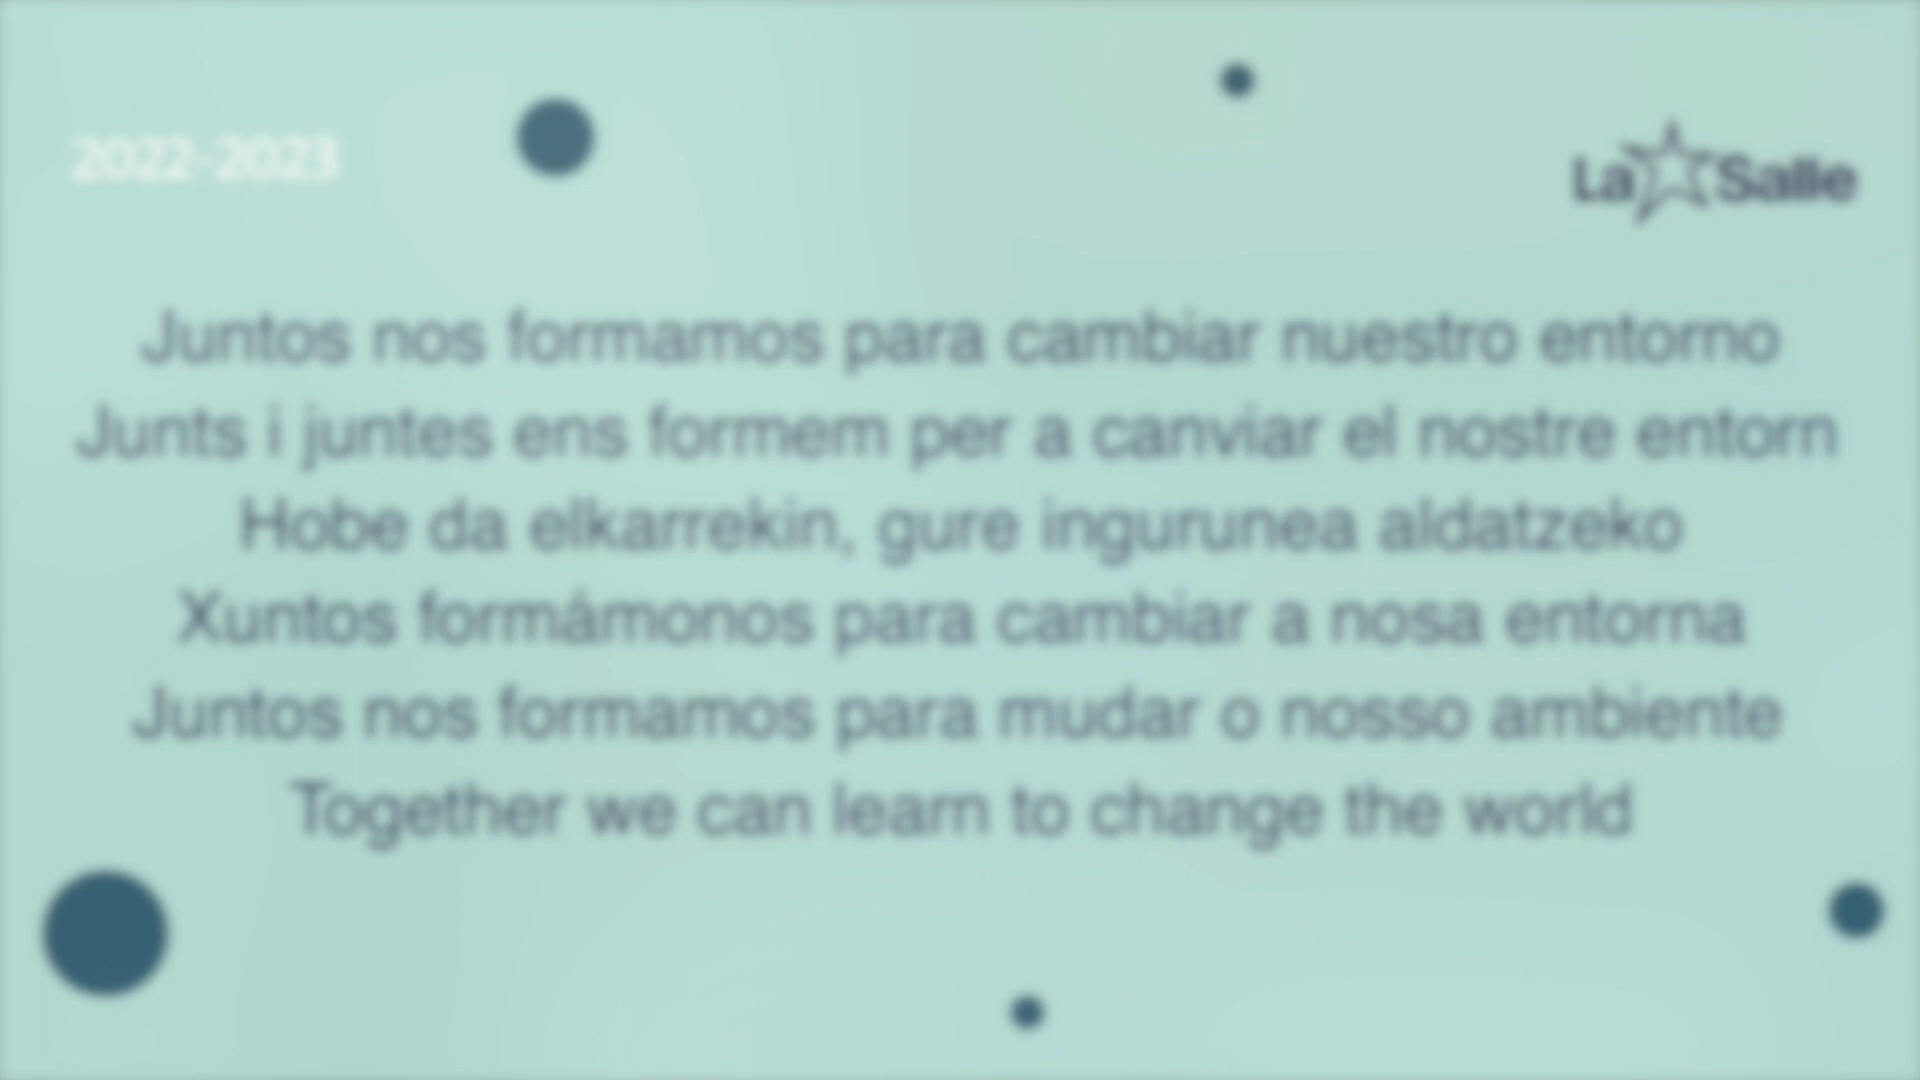 2022-2023
La Salle
Juntos nos formamos para cambiar nuestro entorno
Junts i juntes ens formem per a canviar el nostre entorn
Hobe da elkarrekin, gure ingurunea aldatzeko
Xuntos formámonos para cambiar a nosa entorna
Juntos nos formamos para mudar o nosso ambiente
Together we can learn to change the world